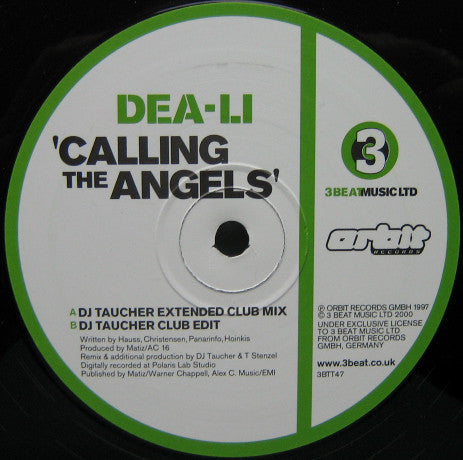 DEA-LI
'CALLING
THE ANGELS'
3
3 BEAT MUSIC LTD
orbit
RECORDS
A DJ TAUCHER EXTENDED CLUB MIX
B DJ TAUCHER CLUB EDIT
Written by Hauss, Christensen, Panarinfo, Hoinkis
Produced by Matiz/AC 16
Remix & additional production by DJ Taucher & T Stenzel
Digitally recorded at Polaris Lab Studio
Published by Matiz/Warner Chappell, Alex C. Music/EMI
℗ ORBIT RECORDS GMBH 1997
© 3 BEAT MUSIC LTD 2000
UNDER EXCLUSIVE LICENSE
TO 3 BEAT MUSIC LTD
FROM ORBIT RECORDS
GMBH, GERMANY
www.3beat.co.uk
3BTT47